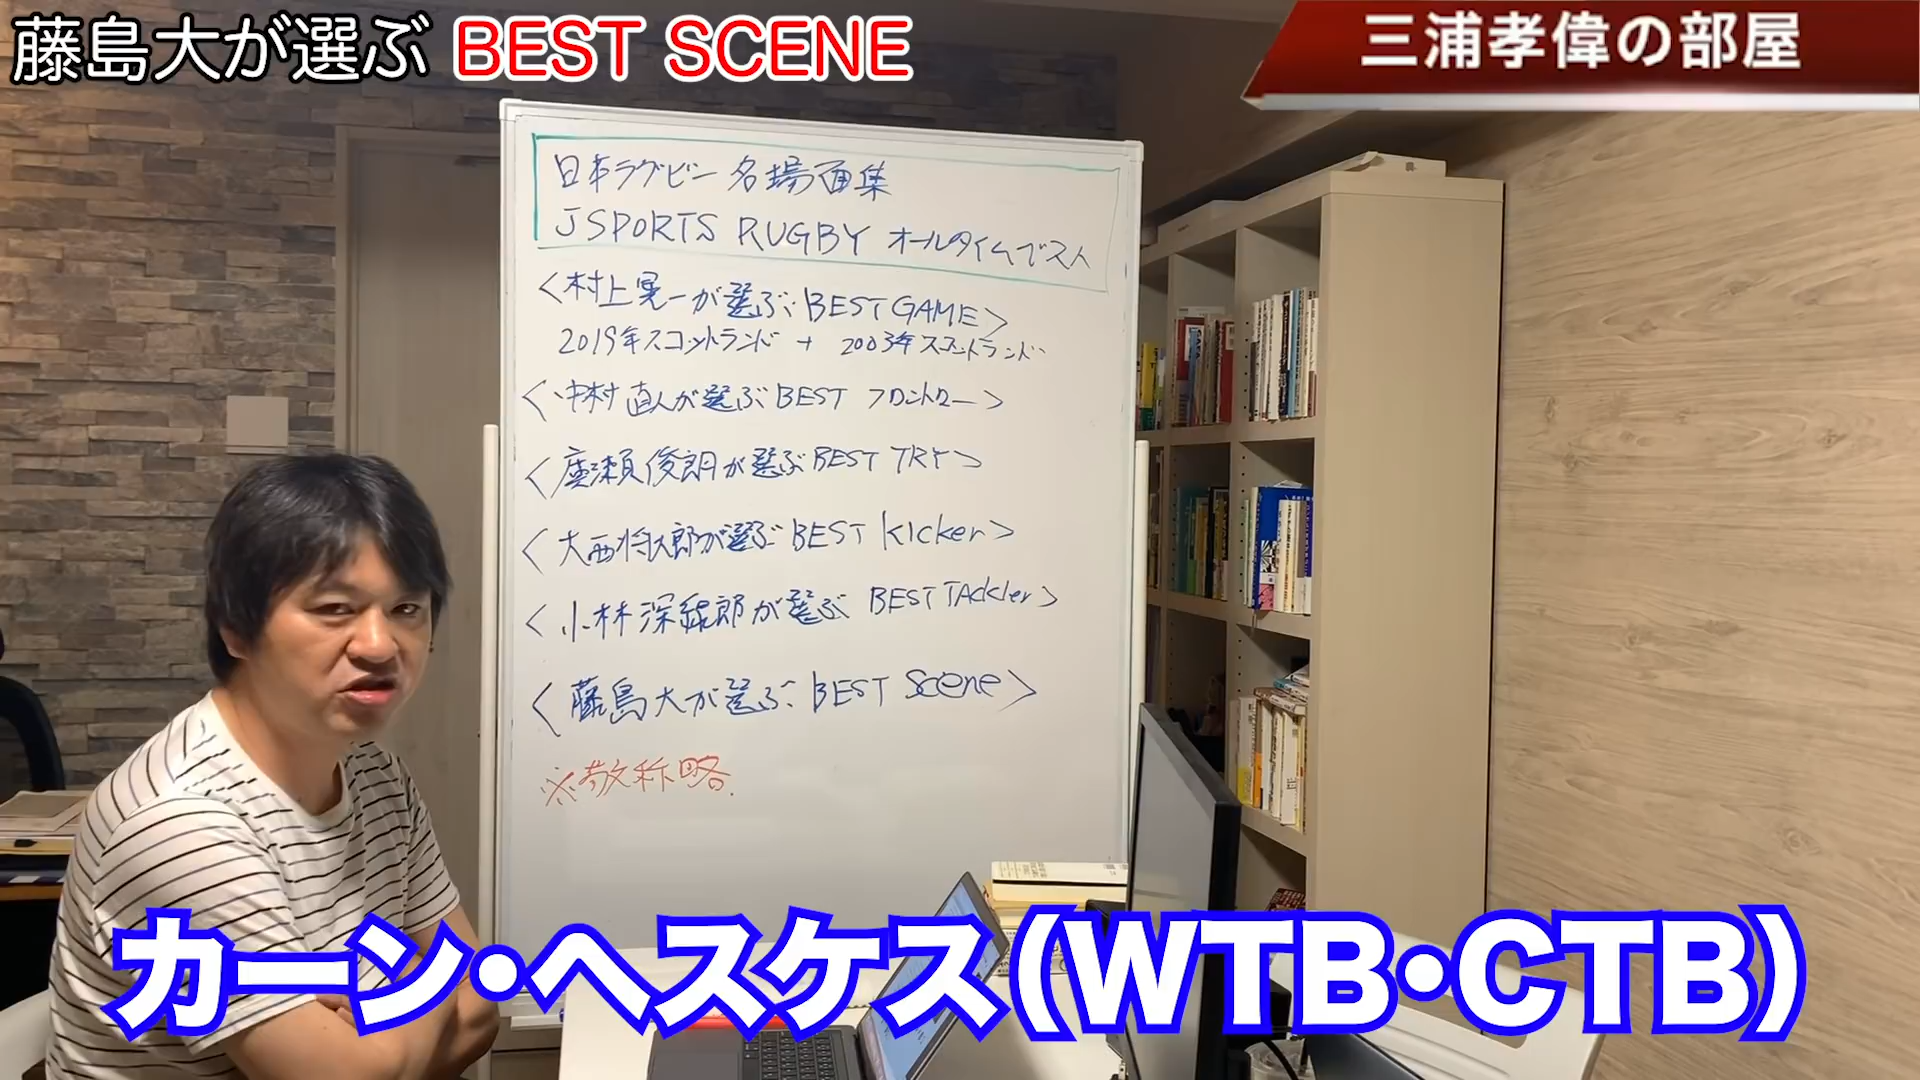 藤島大が選ぶ BEST SCENE
三浦孝偉の部屋
日本ラグビー 名場面集
JSPORTS RUGBY オールタイムベスト
<村上晃一が選ぶ BEST GAME>
2019年スコットランド + 2003年スコットランド
<中村直人が選ぶ BEST フロントロー>
<廣瀬俊朗が選ぶ BEST TRY>
<大西将太郎が選ぶ BEST Kicker>
<小林深緑郎が選ぶ BEST TAckler>
<藤島大が選ぶ BEST Scene>
※敬称略
カーン・ヘスケス(WTB・CTB)